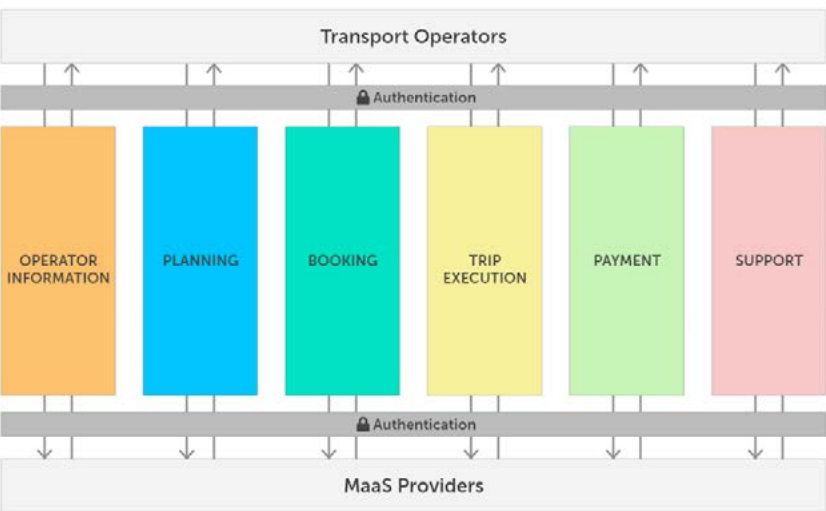 Transport Operators
Authentication
OPERATOR
INFORMATION
PLANNING
BOOKING
TRIP
EXECUTION
PAYMENT
SUPPORT
Authentication
MaaS Providers